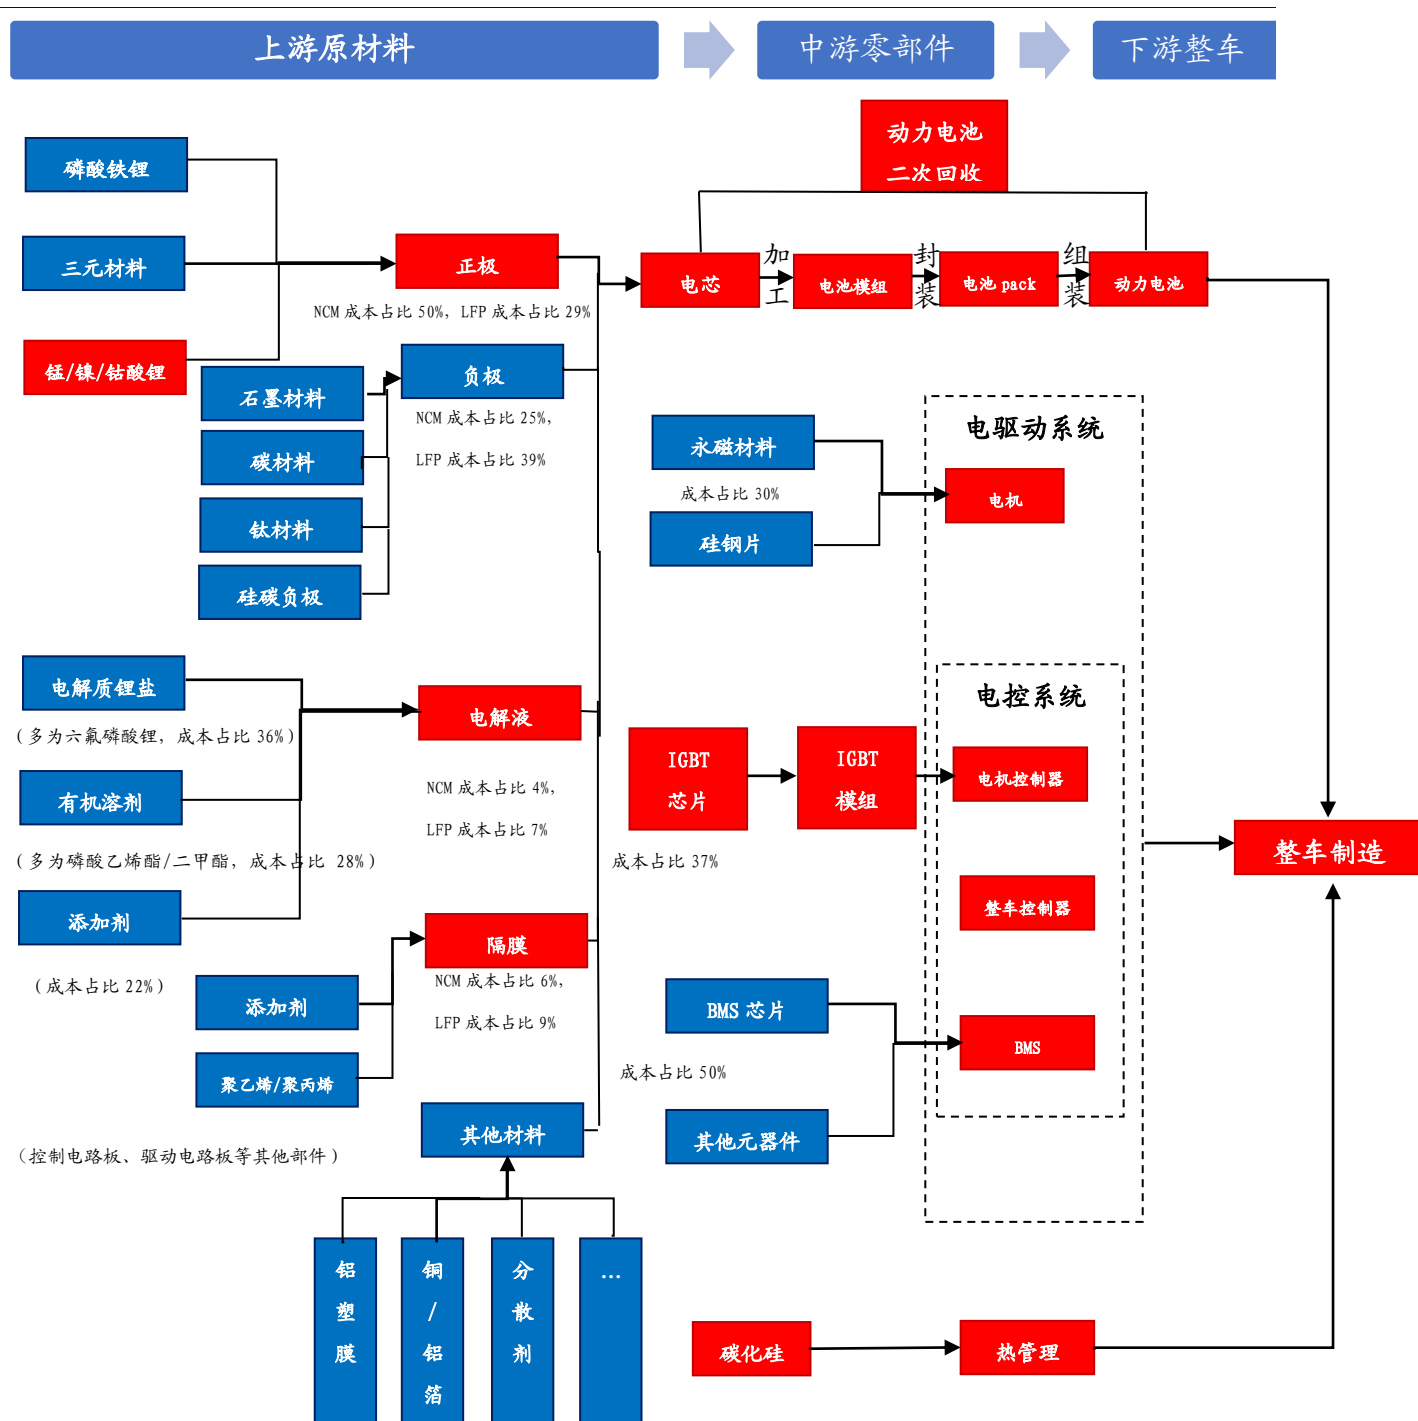 上游原材料
中游零部件
下游整车
动力电池
二次回收
磷酸铁锂
三元材料
锰/镍/钴酸锂
正极
NCM 成本占比 50%，LFP 成本占比 29%
电芯
加工
电池模组
封装
电池 pack
组装
动力电池
石墨材料
碳材料
钛材料
硅碳负极
负极
NCM 成本占比 25%，
LFP 成本占比 39%
永磁材料
成本占比 30%
硅钢片
电驱动系统
电机
电解质锂盐
（多为六氟磷酸锂，成本占比 36%）
有机溶剂
（多为磷酸乙烯酯/二甲酯，成本占比 28%）
添加剂
（成本占比 22%）
电解液
NCM 成本占比 4%，
LFP 成本占比 7%
IGBT
芯片
IGBT
模组
成本占比 37%
电控系统
电机控制器
整车控制器
BMS
整车制造
隔膜
NCM 成本占比 6%，
LFP 成本占比 9%
添加剂
聚乙烯/聚丙烯
BMS 芯片
成本占比 50%
其他元器件
其他材料
（控制电路板、驱动电路板等其他部件）
铝塑膜
铜/铝箔
分散剂
…
碳化硅
热管理